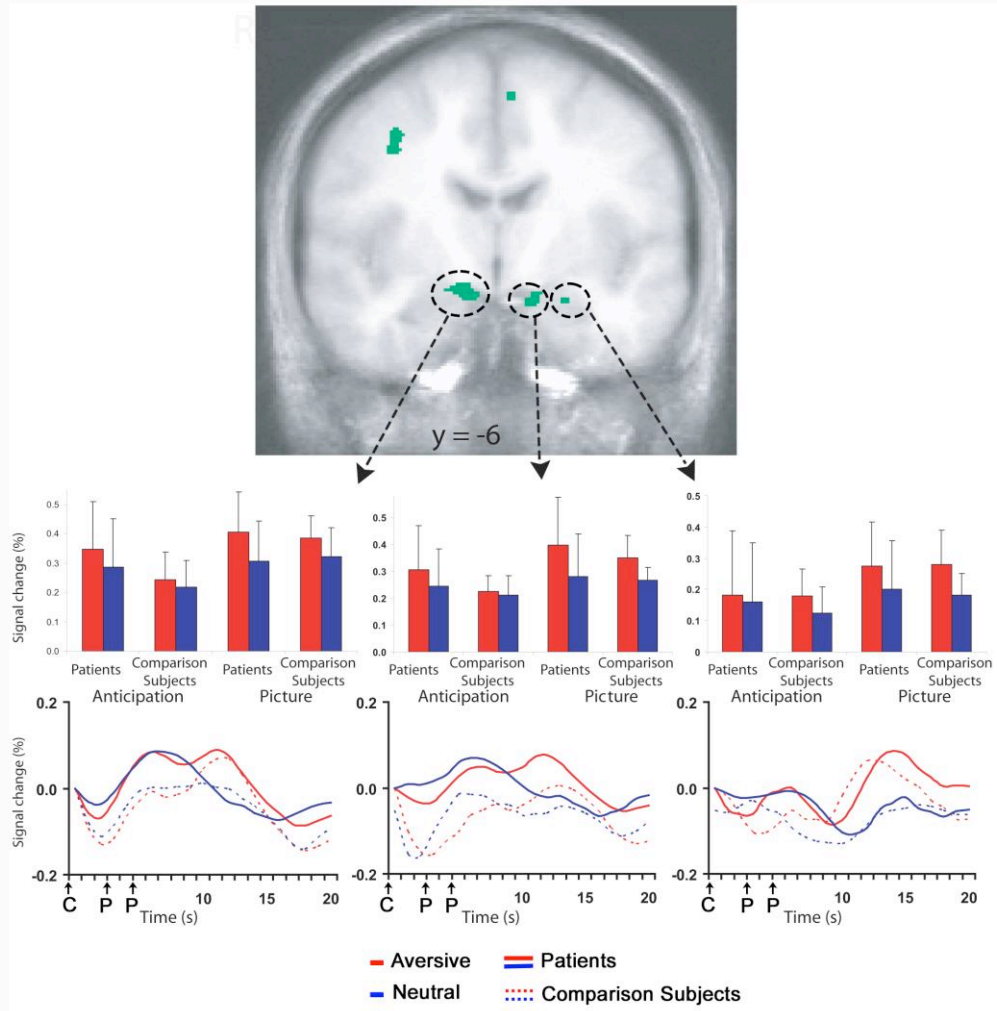 R
y = -6
Signal change (%)
0.5
0.4
0.3
0.2
0.1
0.0
Patients
Comparison
Subjects
Patients
Comparison
Subjects
Anticipation
Picture
0.5
0.4
0.3
0.2
0.1
0
Patients
Comparison
Subjects
Patients
Comparison
Subjects
Anticipation
Picture
0.5
0.4
0.3
0.2
0.1
0
Patients
Comparison
Subjects
Patients
Comparison
Subjects
Anticipation
Picture
Signal change (%)
0.2
0.0
-0.2
C P P
10 15 20
Time (s)
0.2
0.0
-0.2
C P P
10 15 20
Time (s)
0.2
0.0
-0.2
C P P
10 15 20
Time (s)
Aversive
Patients
Neutral
Comparison Subjects